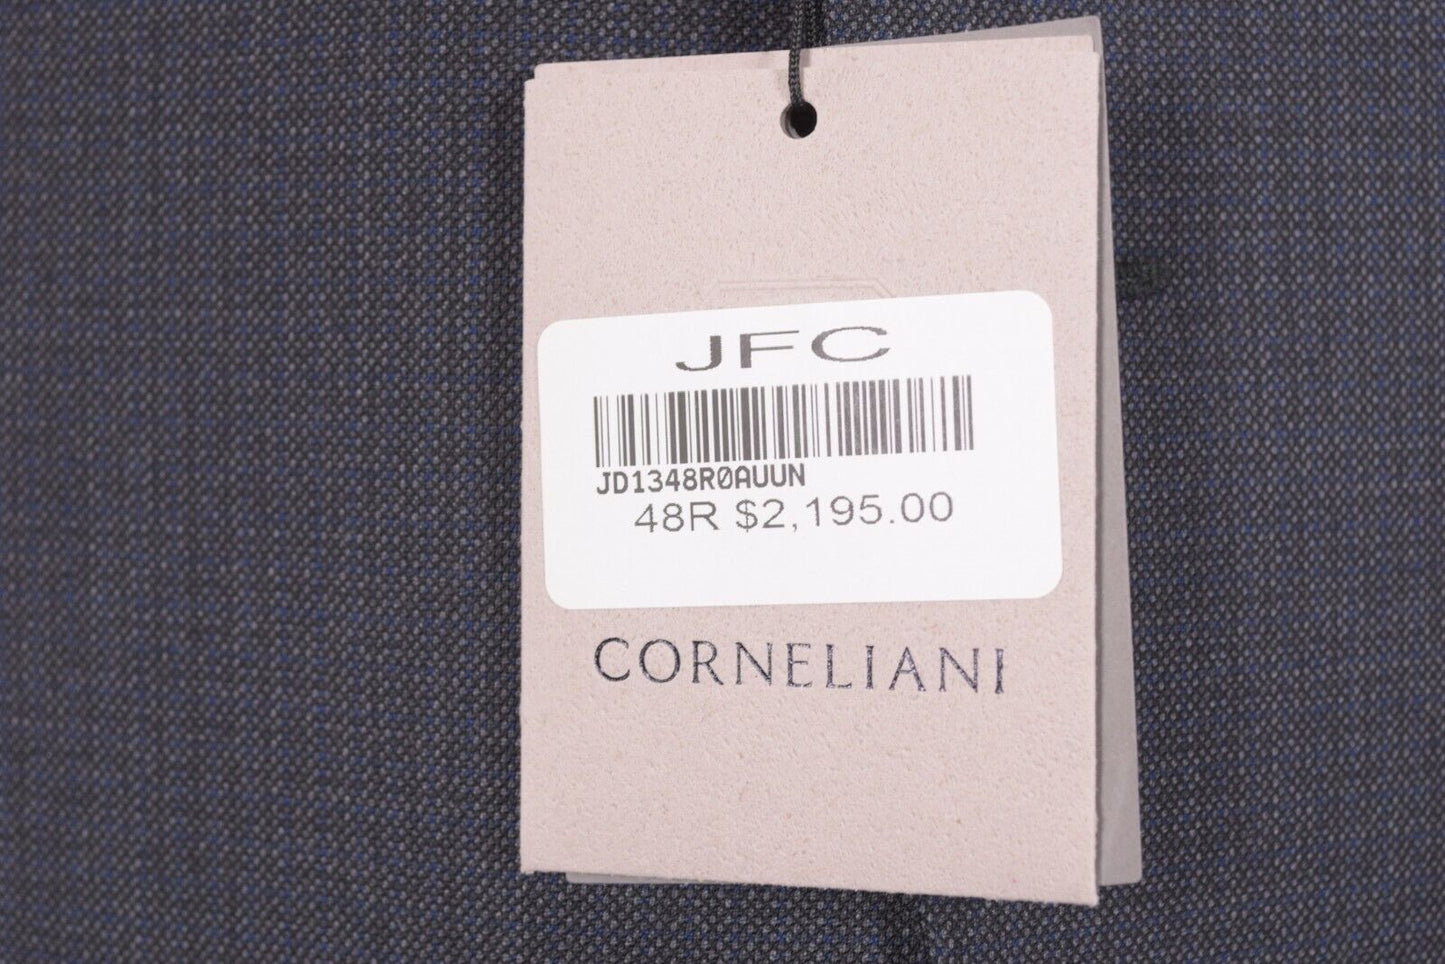 JFC
JD1348R0AUUN
48R $2,195.00
CORNELIANI